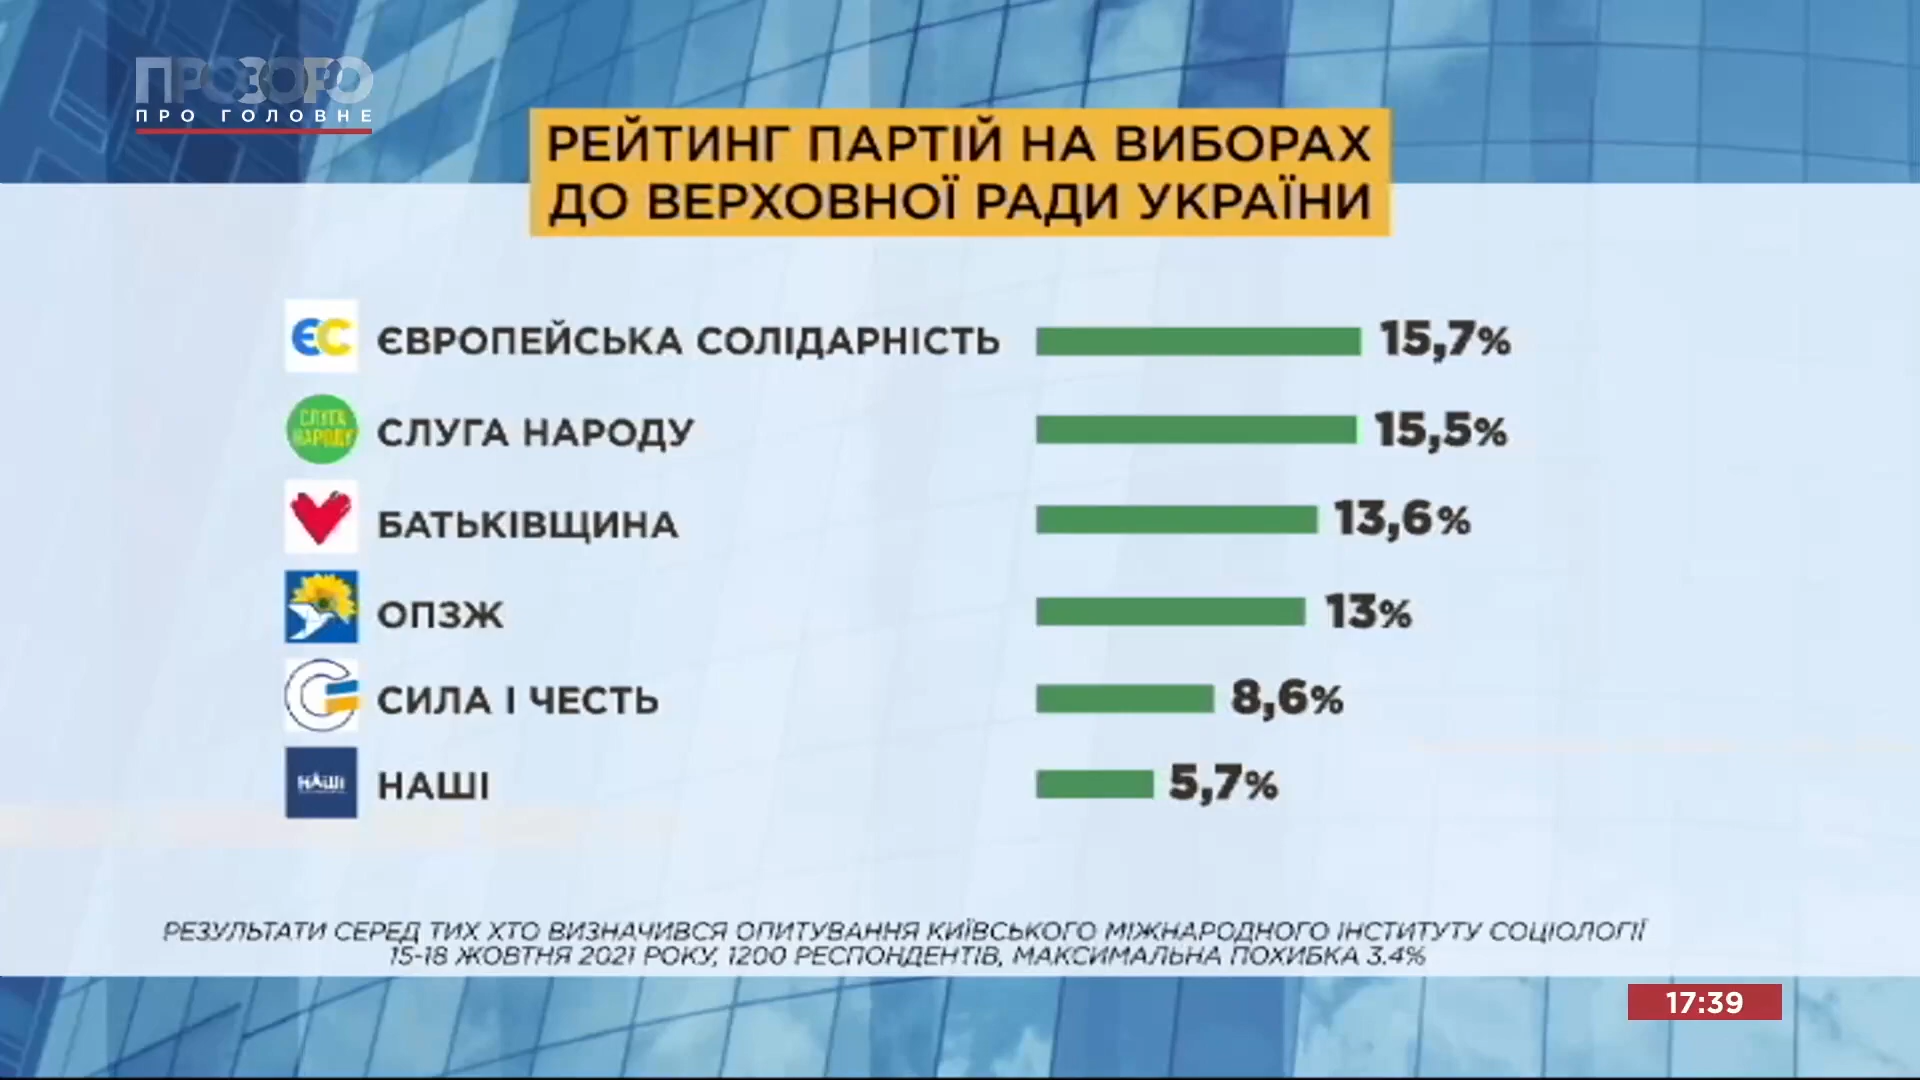 ПРОЗОРО
ПРО ГОЛОВНЕ
РЕЙТИНГ ПАРТІЙ НА ВИБОРАХ
ДО ВЕРХОВНОЇ РАДИ УКРАЇНИ
ЄС ЄВРОПЕЙСЬКА СОЛІДАРНІСТЬ 15,7%
СЛУГА
НАРОДУ
СЛУГА НАРОДУ 15,5%
БАТЬКІВЩИНА 13,6%
ОПЗЖ 13%
СИЛА І ЧЕСТЬ 8,6%
НАШІ НАШІ 5,7%
РЕЗУЛЬТАТИ СЕРЕД ТИХ ХТО ВИЗНАЧИВСЯ ОПИТУВАННЯ КИЇВСЬКОГО МІЖНАРОДНОГО ІНСТИТУТУ СОЦІОЛОГІЇ
15-18 ЖОВТНЯ 2021 РОКУ, 1200 РЕСПОНДЕНТІВ, МАКСИМАЛЬНА ПОХИБКА 3.4%
17:39